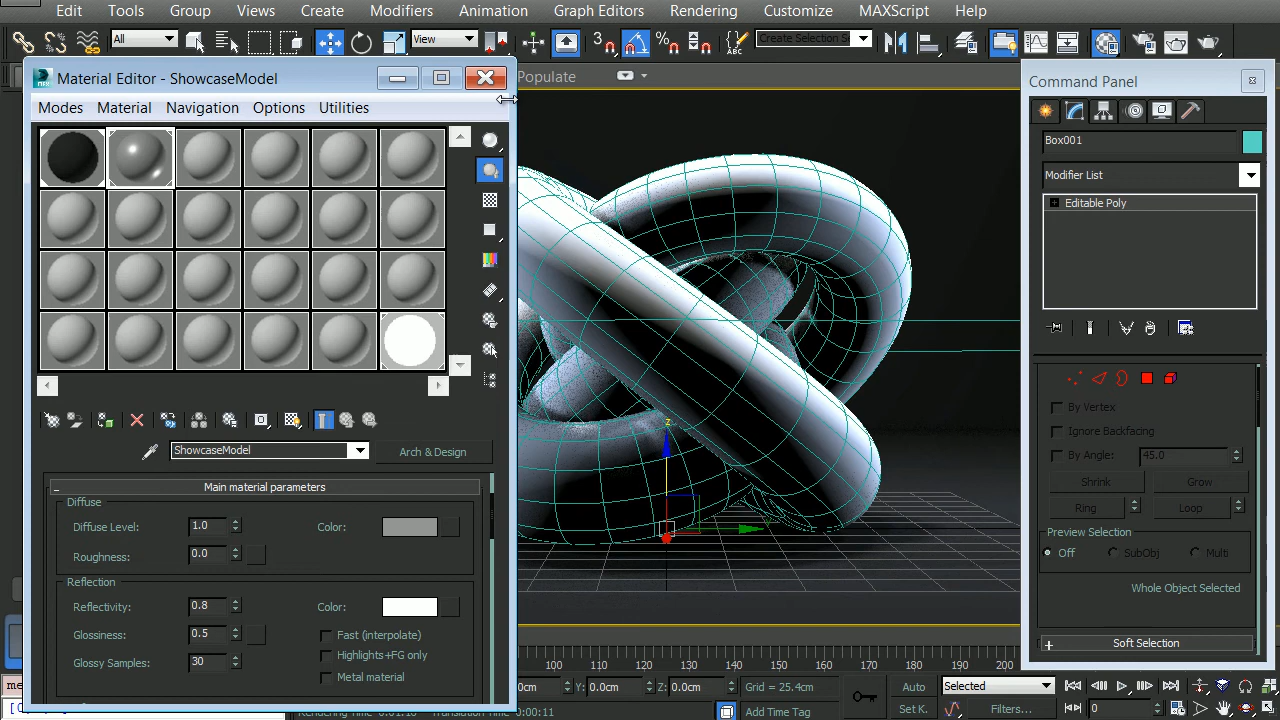 Edit Tools Group Views Create Modifiers Animation Graph Editors Rendering Customize MAXScript Help
All View 3 Create Selection S
Material Editor - ShowcaseModel
Populate
Command Panel
Modes Material Navigation Options Utilities
Box001
Modifier List
Editable Poly
By Vertex
Ignore Backfacing
By Angle: 45.0
Shrink Grow
Ring Loop
Preview Selection
Off SubObj Multi
Whole Object Selected
Soft Selection
z
ShowcaseModel Arch & Design
Main material parameters
Diffuse
Diffuse Level: 1.0 Color:
Roughness: 0.0
Reflection
Reflectivity: 0.8 Color:
Glossiness: 0.5 Fast (interpolate)
Highlights+FG only
Glossy Samples: 30
Metal material
100 110 120 130 140 150 160 170 180 190 200
0cm Y: 0.0cm Z: 0.0cm Grid = 25.4cm Auto Selected
Add Time Tag Set K. Filters... 0